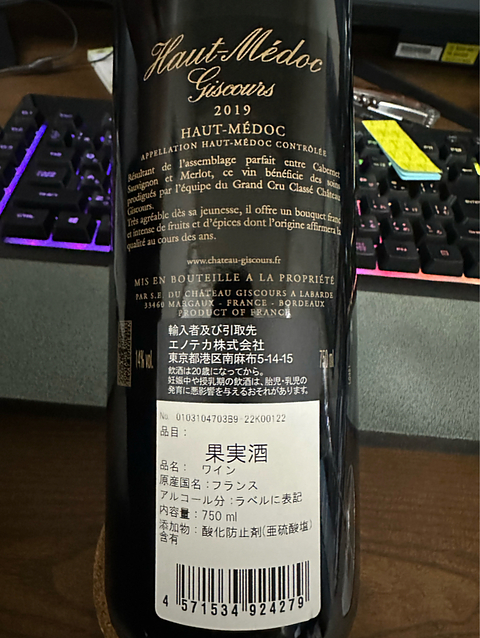 Haut-Médoc
Giscours
2019
HAUT-MÉDOC
APPELLATION HAUT-MÉDOC CONTRÔLÉE
Résultant de l'assemblage parfait entre Cabernet
Sauvignon et Merlot, ce vin bénéficie des soins
prodigués par l'équipe du Grand Cru Classé Château
Giscours.
Très agréable dès sa jeunesse, il offre un bouquet franc
et intense de fruits et d'épices dont l'origine affirmera la
qualité au cours des ans.
www.chateau-giscours.fr
MIS EN BOUTEILLE A LA PROPRIÉTÉ
PAR S.E. DU CHÂTEAU GISCOURS A LABARDE
33460 MARGAUX - FRANCE - BORDEAUX
PRODUCT OF FRANCE
14% vol.
輸入者及び引取先
エノテカ株式会社
東京都港区南麻布5-14-15
飲酒は20歳になってから。
妊娠中や授乳期の飲酒は、胎児・乳児の
発育に悪影響を与えるおそれがあります。
750 ml
No. 0103104703B9-22K00122
品目：
果実酒
品名： ワイン
原産国名：フランス
アルコール分：ラベルに表記
内容量：750 ml
添加物：酸化防止剤(亜硫酸塩)
含有
4 571534 924279